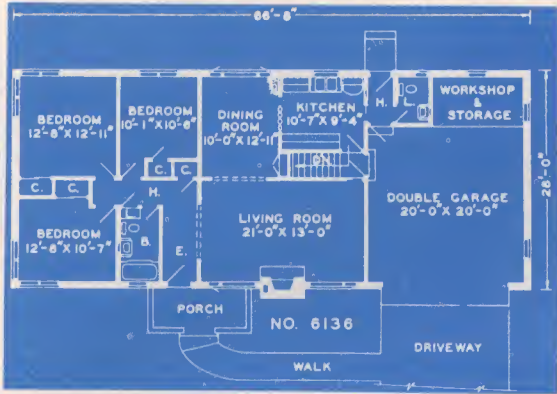 66'-8"
BEDROOM
12'-8" X 12'-11"
BEDROOM
10'-1" X 10'-8"
DINING
ROOM
10'-0" X 12'-11"
KITCHEN
10'-7" X 9'-4"
H.
L.
WORKSHOP
&
STORAGE
28'-0"
C.
C.
C.
C.
H.
DN.
BEDROOM
12'-8" X 10'-7"
B.
E.
LIVING ROOM
21'-0" X 13'-0"
DOUBLE GARAGE
20'-0" X 20'-0"
PORCH
NO. 6136
DRIVEWAY
WALK